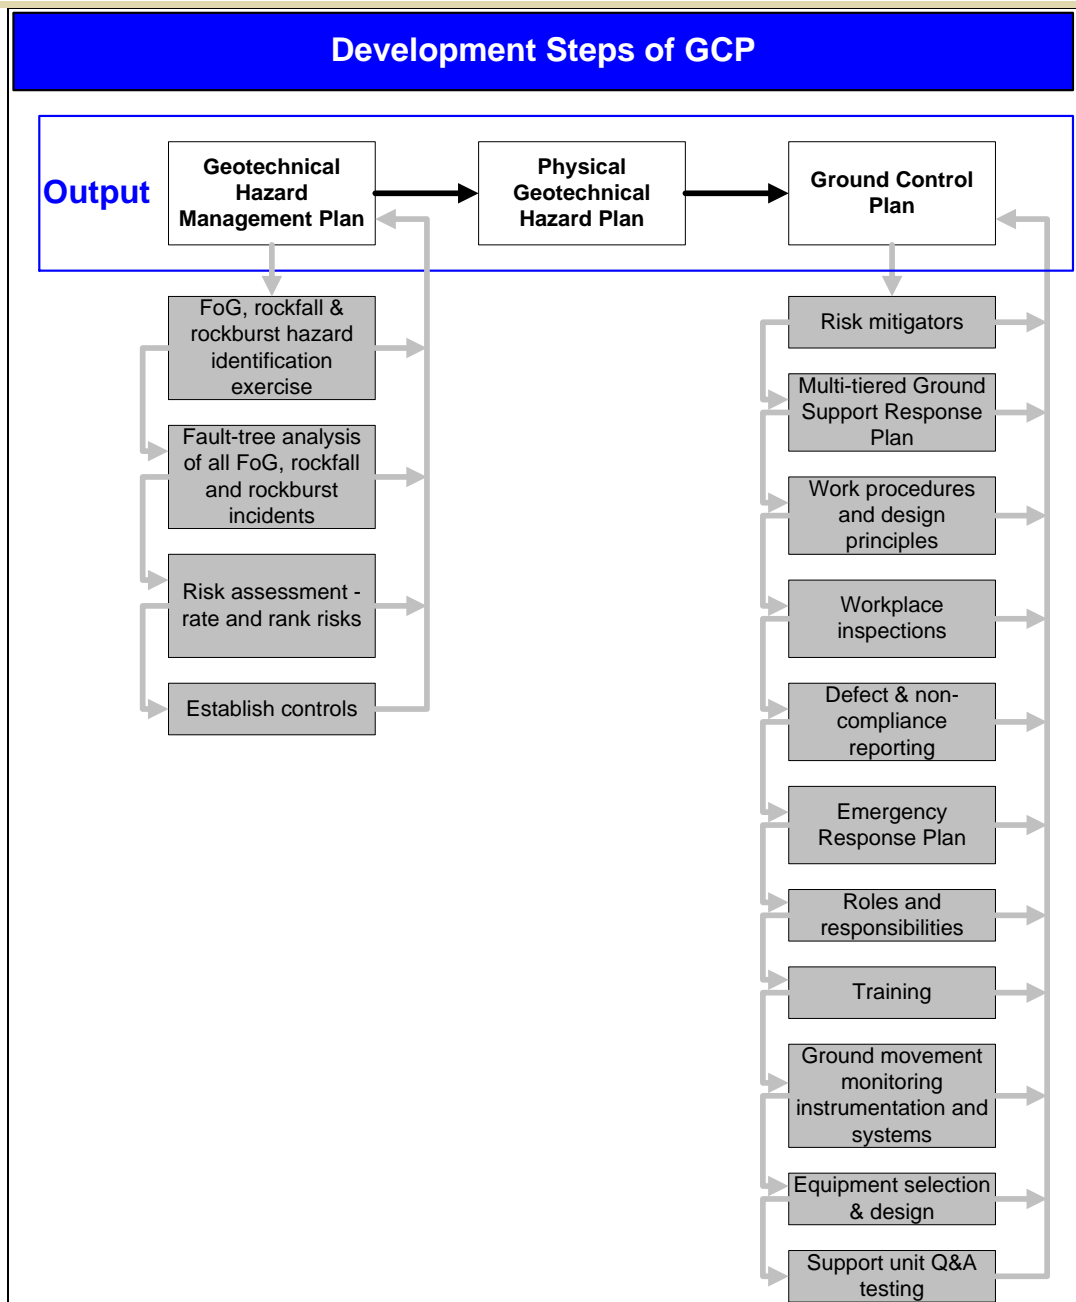 Development Steps of GCP
Output
Geotechnical
Hazard
Management Plan
Physical
Geotechnical
Hazard Plan
Ground Control
Plan
FoG, rockfall &
rockburst hazard
identification
exercise
Fault-tree analysis
of all FoG, rockfall
and rockburst
incidents
Risk assessment -
rate and rank risks
Establish controls
Risk mitigators
Multi-tiered Ground
Support Response
Plan
Work procedures
and design
principles
Workplace
inspections
Defect & non-
compliance
reporting
Emergency
Response Plan
Roles and
responsibilities
Training
Ground movement
monitoring
instrumentation and
systems
Equipment selection
& design
Support unit Q&A
testing